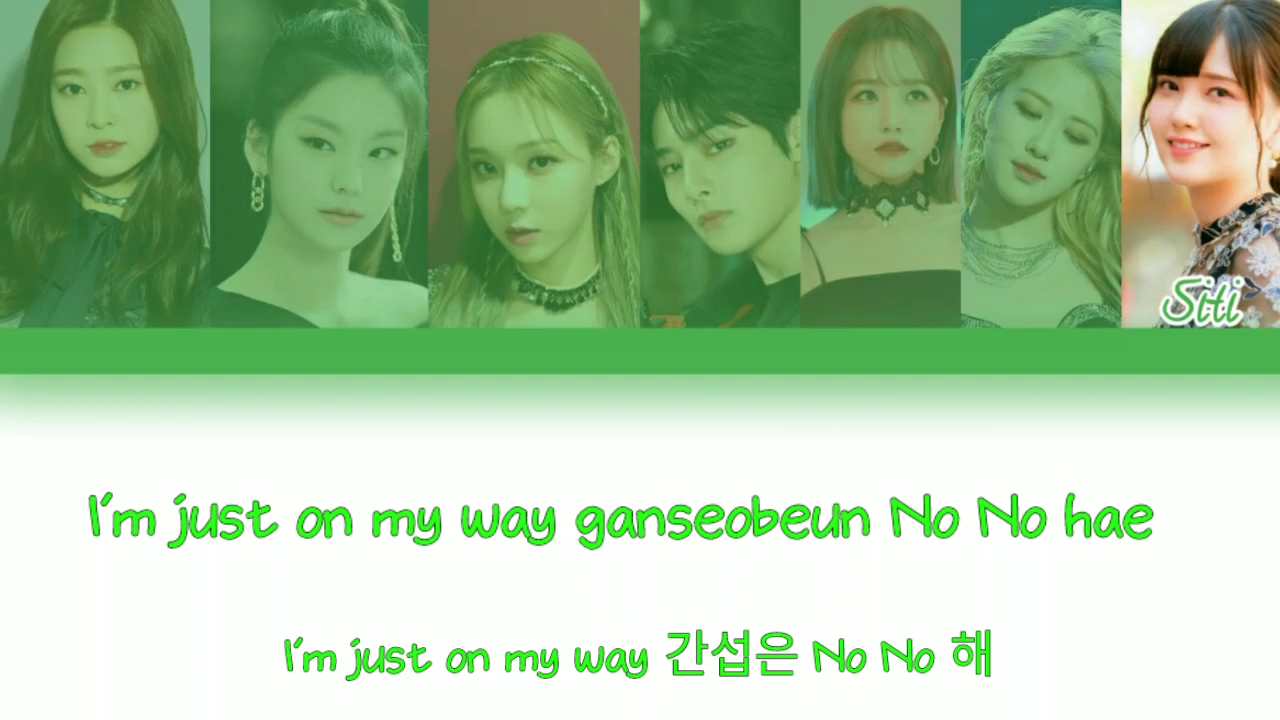 Siti
I'm just on my way ganseobeun No No hae
I'm just on my way 간섭은 No No 해